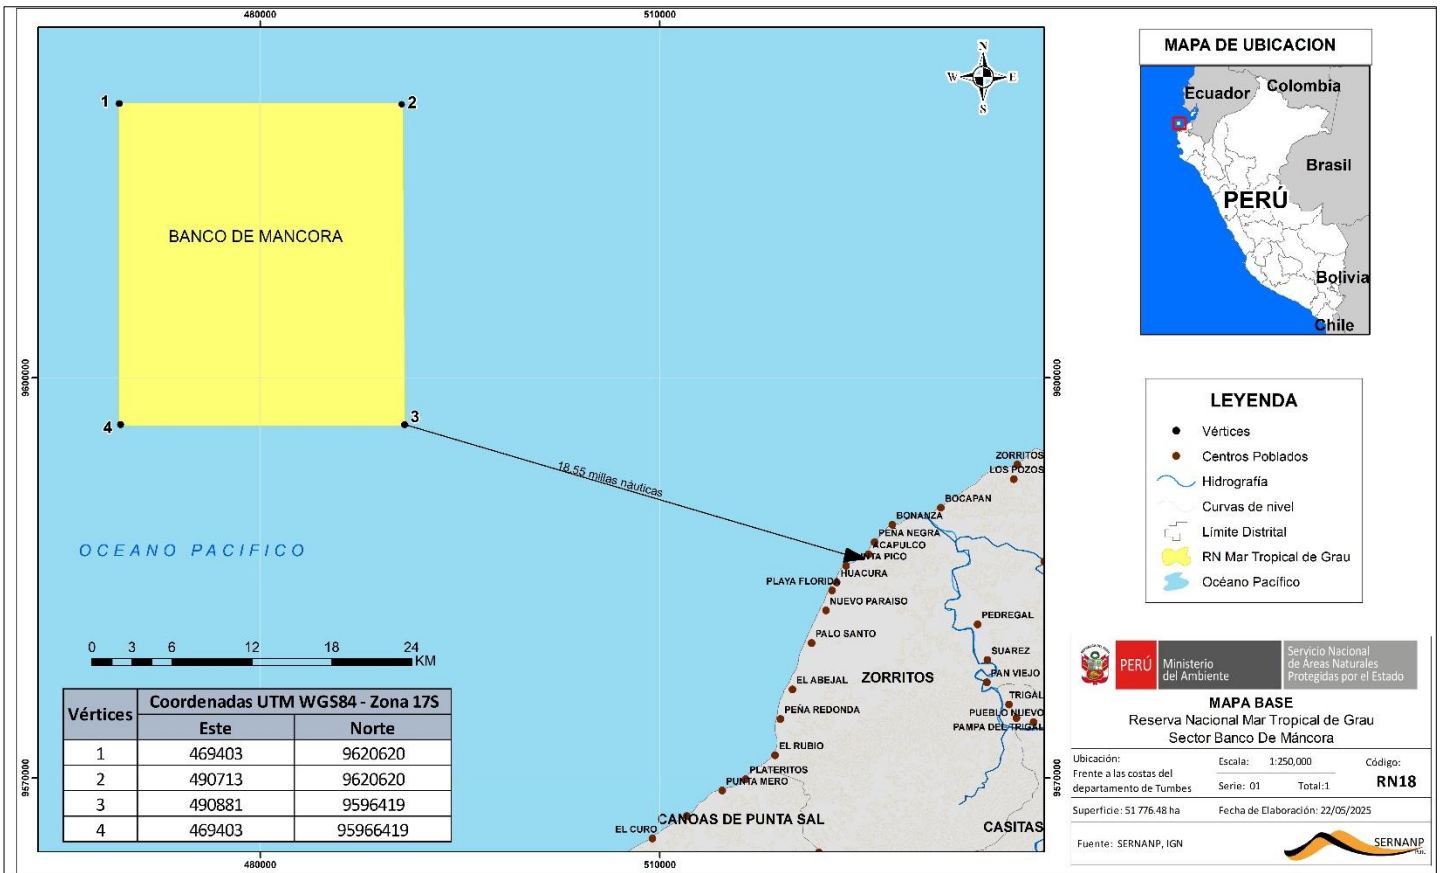 480000
510000
1
2
BANCO DE MANCORA
N
W
E
S
9600000
9600000
4
3
18.55 millas náuticas
OCEANO PACIFICO
ZORRITOS
LOS POZOS
BOCAPAN
BONANZA
PEÑA NEGRA
ACAPULCO
HUACURA
PLAYA FLORIDA
NUEVO PARAISO
PALO SANTO
PEDREGAL
SUAREZ
PAN VIEJO
ZORRITOS
EL ABEJAL
TRIGAL
PUEBLO NUEVO
PAMPA DEL TRIGAL
PEÑA REDONDA
EL RUBIO
PLATERITOS
PUNTA MERO
CANOAS DE PUNTA SAL
EL CURO
CASITAS
0 3 6 12 18 24
KM
Vértices
Coordenadas UTM WGS84 - Zona 17S
Este Norte
1 469403 9620620
2 490713 9620620
3 490881 9596419
4 469403 95966419
9570000
9570000
480000
510000
MAPA DE UBICACION
Ecuador
Colombia
Brasil
PERÚ
Bolivia
Chile
LEYENDA
Vértices
Centros Poblados
Hidrografía
Curvas de nivel
Límite Distrital
RN Mar Tropical de Grau
Océano Pacífico
PERÚ
Ministerio
del Ambiente
Servicio Nacional
de Áreas Naturales
Protegidas por el Estado
MAPA BASE
Reserva Nacional Mar Tropical de Grau
Sector Banco De Máncora
Ubicación:
Frente a las costas del
departamento de Tumbes
Escala: 1:250,000
Serie: 01 Total:1
Código:
RN18
Superficie: 51 776.48 ha
Fecha de Elaboración: 22/05/2025
Fuente: SERNANP, IGN
SERNANP